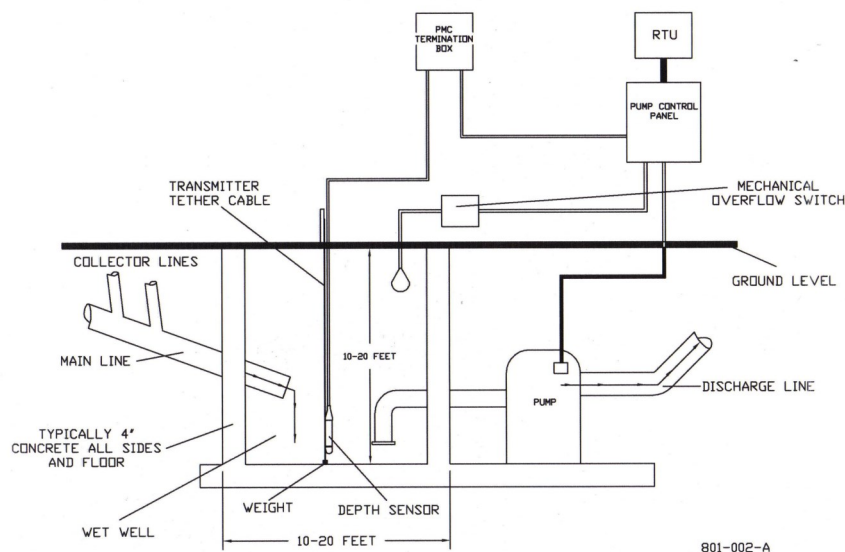 PMC
TERMINATION
BOX
RTU
PUMP CONTROL
PANEL
TRANSMITTER
TETHER CABLE
MECHANICAL
OVERFLOW SWITCH
COLLECTOR LINES
GROUND LEVEL
MAIN LINE
10-20 FEET
DISCHARGE LINE
PUMP
TYPICALLY 4"
CONCRETE ALL SIDES
AND FLOOR
WEIGHT
DEPTH SENSOR
WET WELL
10-20 FEET
801-002-A